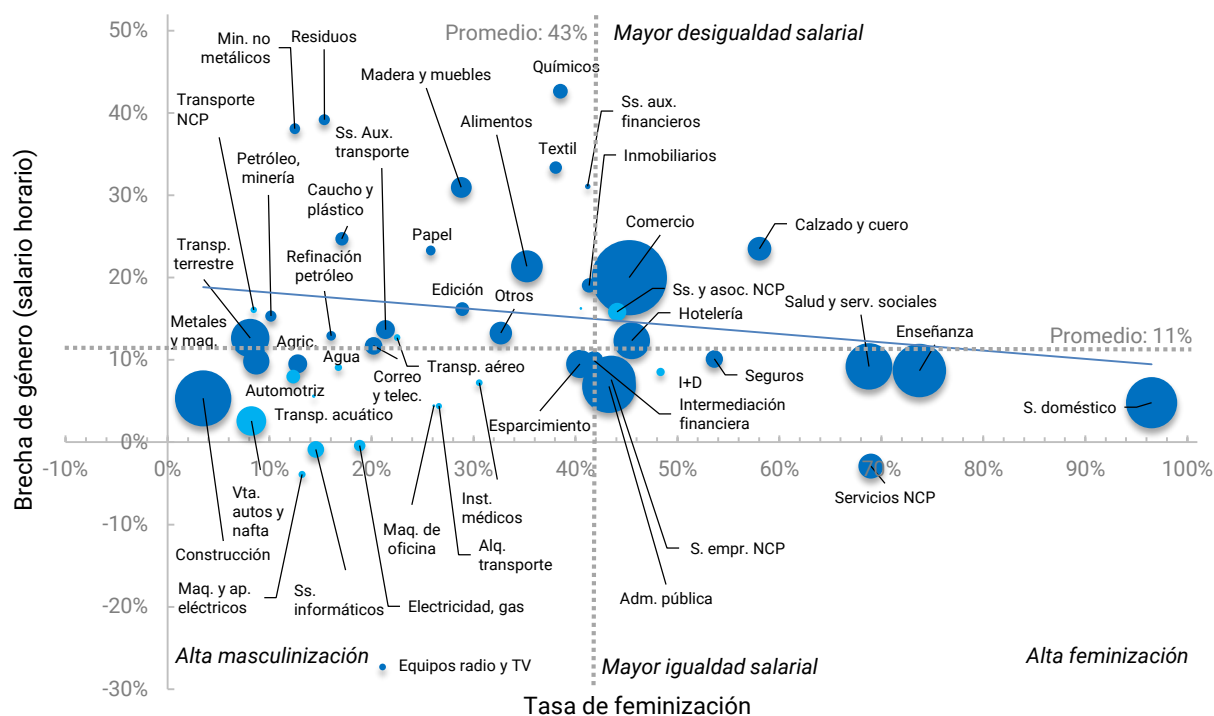 50%
40%
30%
20%
10%
0%
-10%
-20%
-30%
Brecha de género (salario horario)
Promedio: 43%
Mayor desigualdad salarial
Min. no
metálicos
Residuos
Madera y muebles
Químicos
Transporte
NCP
Ss. Aux.
transporte
Alimentos
Ss. aux.
financieros
Petróleo,
minería
Textil
Inmobiliarios
Caucho y
plástico
Papel
Comercio
Calzado y cuero
Transp.
terrestre
Refinación
petróleo
Edición
Otros
Ss. y asoc. NCP
Salud y serv. sociales
Hotelería
Enseñanza
Promedio: 11%
Metales
y maq.
Agric.
Agua
Correo
y telec.
Transp. aéreo
I+D
Seguros
Automotriz
Transp. acuático
Esparcimiento
Intermediación
financiera
S. doméstico
-10%
0%
10%
20%
30%
40%
50%
60%
70%
80%
90%
100%
Vta.
autos y
nafta
Inst.
médicos
Servicios NCP
Maq. de
oficina
Construcción
Alq.
transporte
S. empr. NCP
Maq. y ap.
eléctricos
Ss.
informáticos
Electricidad, gas
Adm. pública
Alta masculinización
Equipos radio y TV
Mayor igualdad salarial
Alta feminización
Tasa de feminización